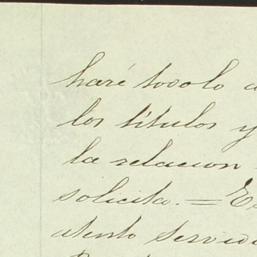 haré todo lo
los títulos y
la relacion
solicita. = E
atento servid